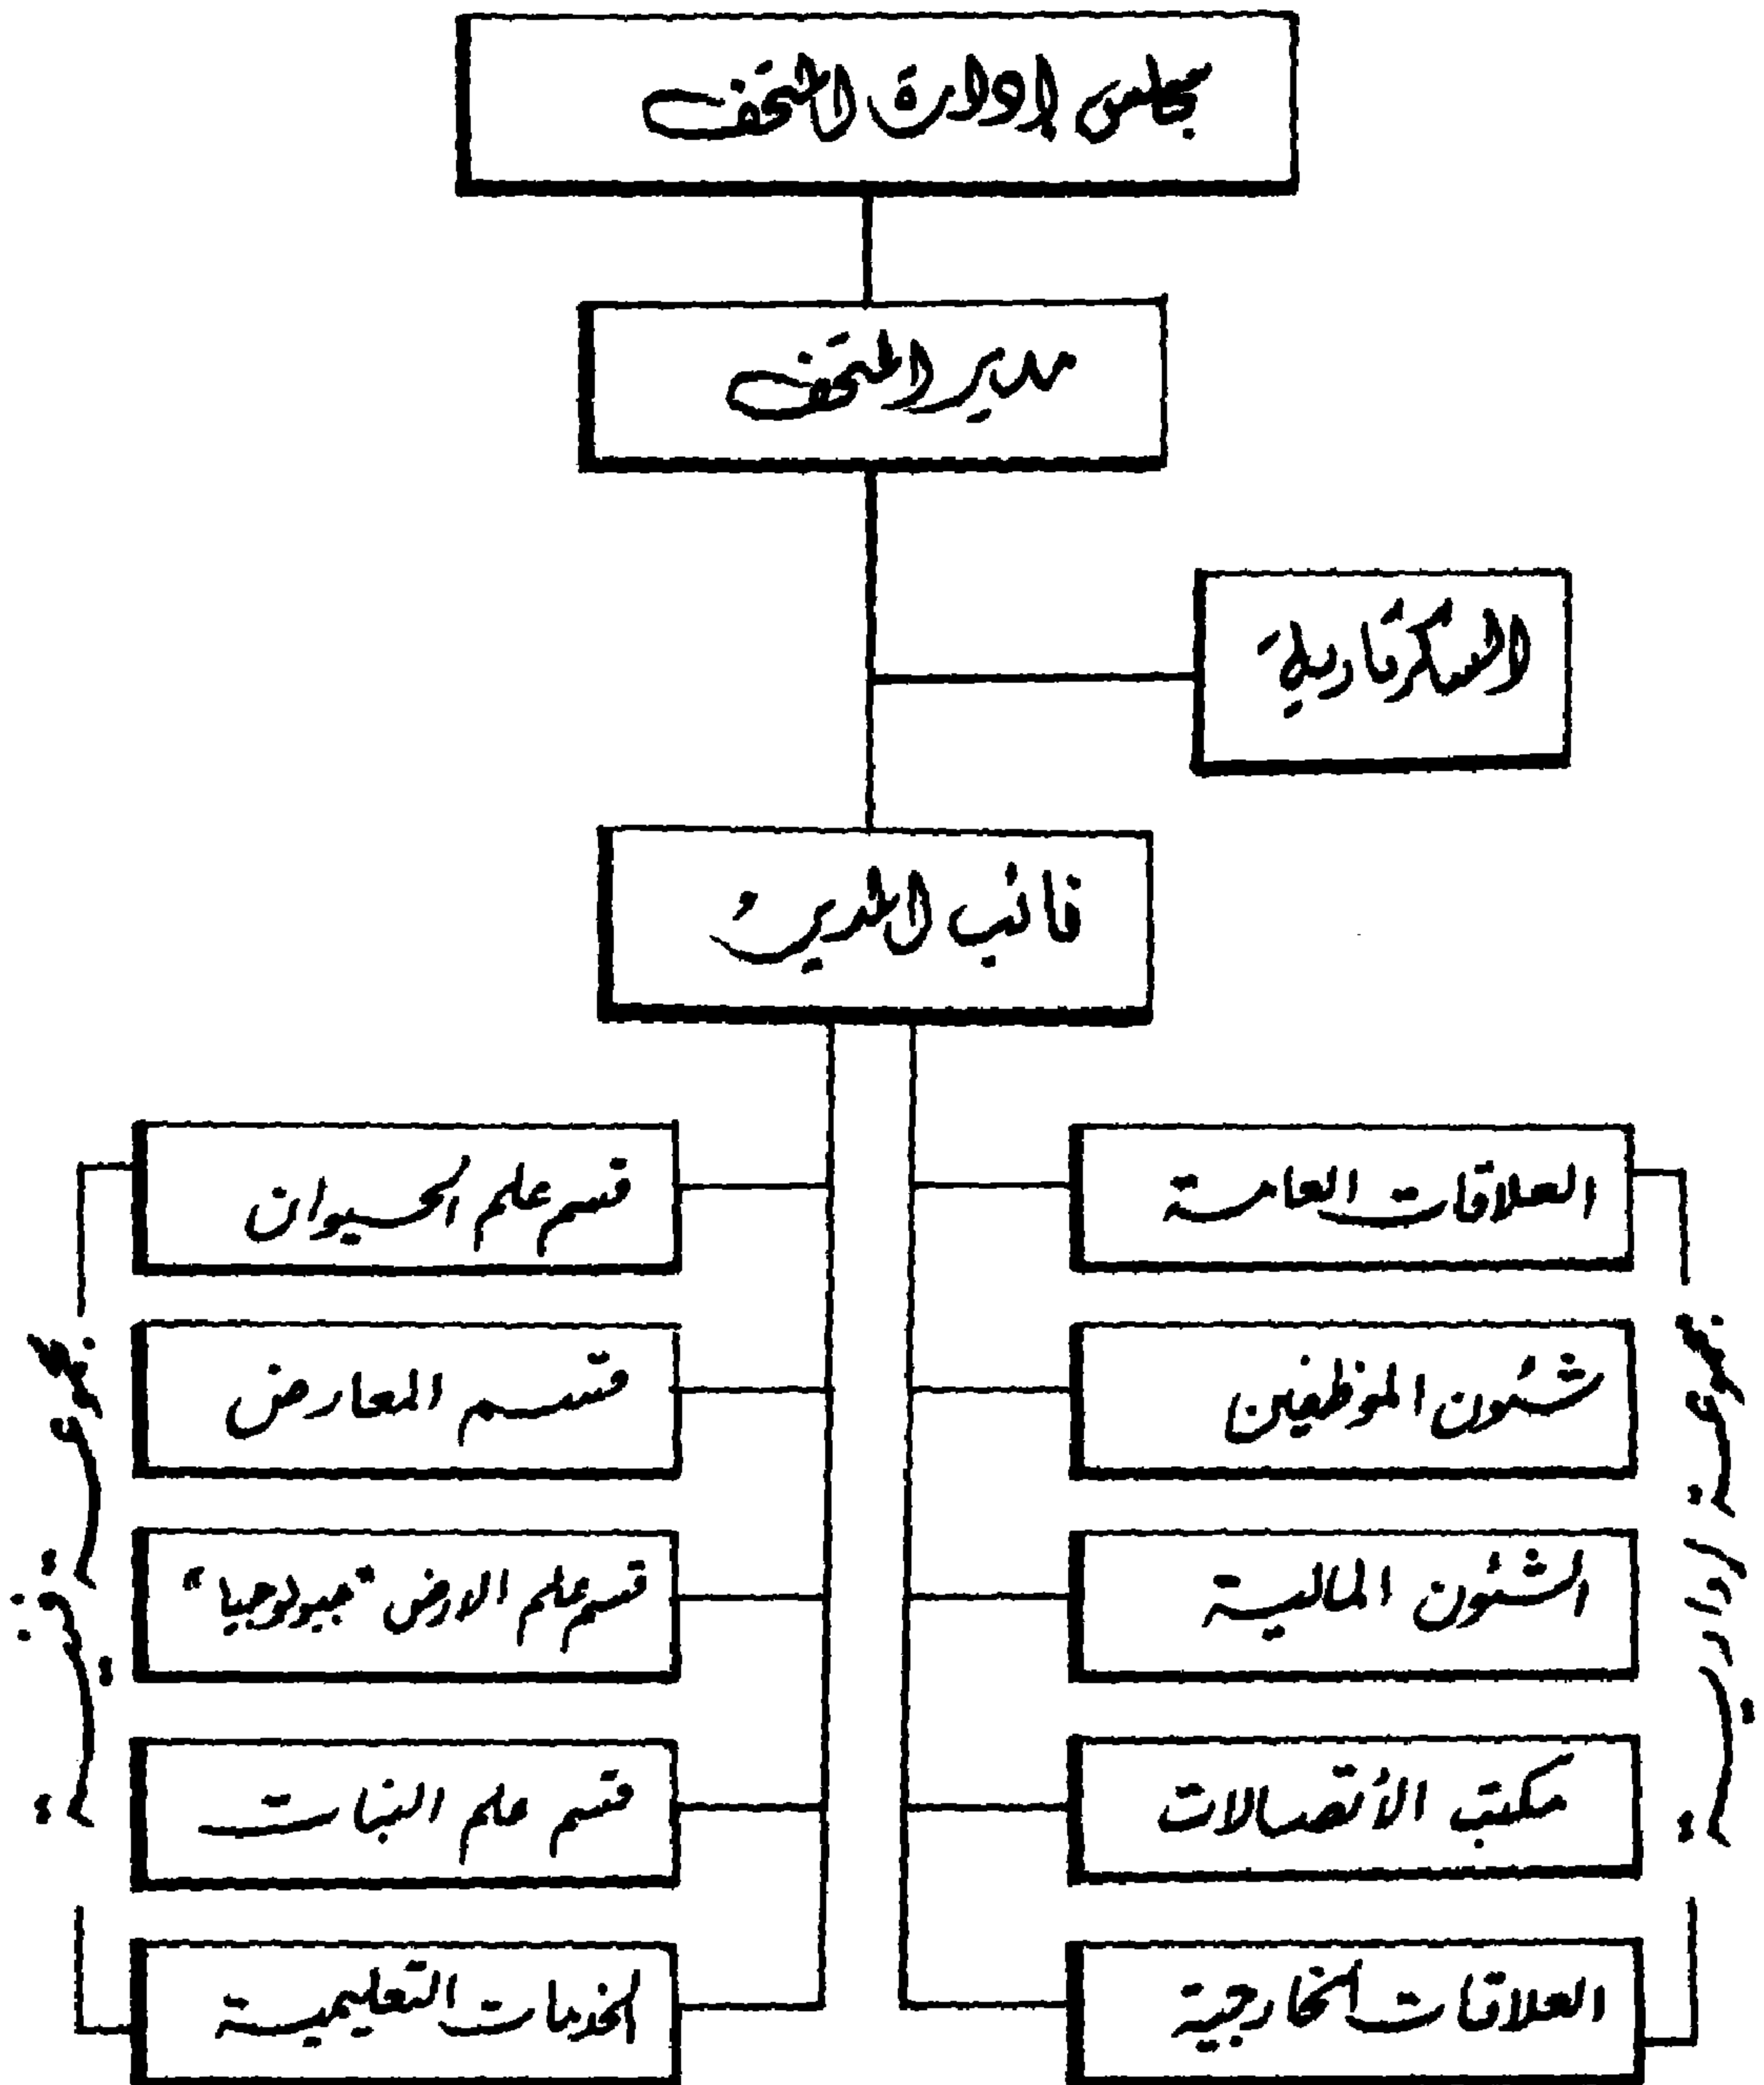 مجلس إدارة المتحف
مدير المتحف
السكرتارية
نائب المدير
العلاقات العامة
قسم علم الحيوان
شئون الموظفين
قسم المعارض
الشئون المالية
قسم علم الارض "جيولوجيا"
مكتب الأتصالات
قسم علم النبات
العلاقات الخارجية
الخدمات التعليمية